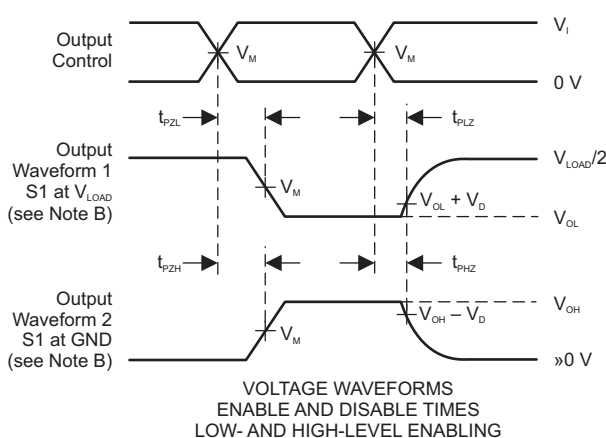 Output
Control
V_M
V_M
V_I
0 V
t_PZL
t_PLZ
Output
Waveform 1
S1 at V_LOAD
(see Note B)
V_M
V_OL + V_D
V_LOAD/2
V_OL
t_PZH
t_PHZ
Output
Waveform 2
S1 at GND
(see Note B)
V_M
V_OH – V_D
V_OH
»0 V
VOLTAGE WAVEFORMS
ENABLE AND DISABLE TIMES
LOW- AND HIGH-LEVEL ENABLING